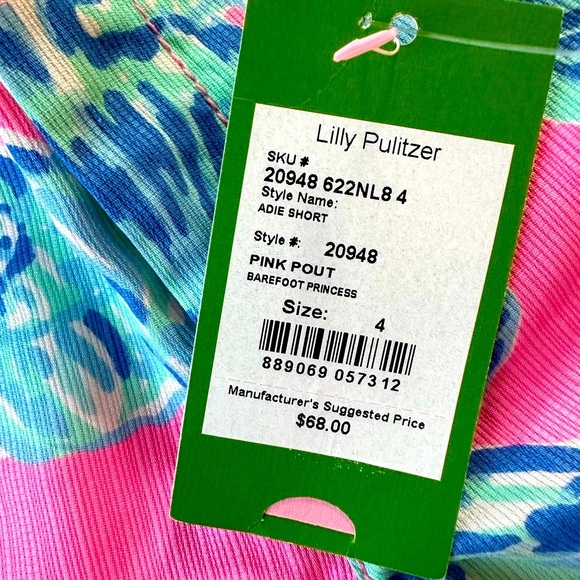 Lilly Pulitzer
SKU #
20948 622NL8 4
Style Name:
ADIE SHORT
Style #: 20948
PINK POUT
BAREFOOT PRINCESS
Size: 4
889069 057312
Manufacturer's Suggested Price
$68.00